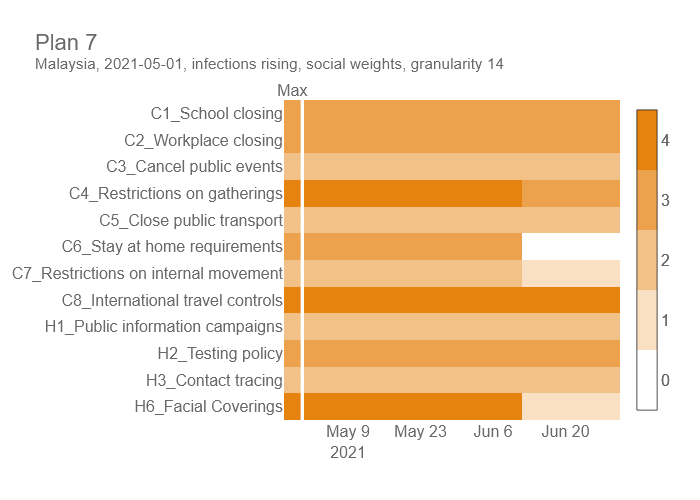 Plan 7
Malaysia, 2021-05-01, infections rising, social weights, granularity 14
Max
C1_School closing
C2_Workplace closing
C3_Cancel public events
C4_Restrictions on gatherings
C5_Close public transport
C6_Stay at home requirements
C7_Restrictions on internal movement
C8_International travel controls
H1_Public information campaigns
H2_Testing policy
H3_Contact tracing
H6_Facial Coverings
May 9 May 23 Jun 6 Jun 20
2021
4
3
2
1
0